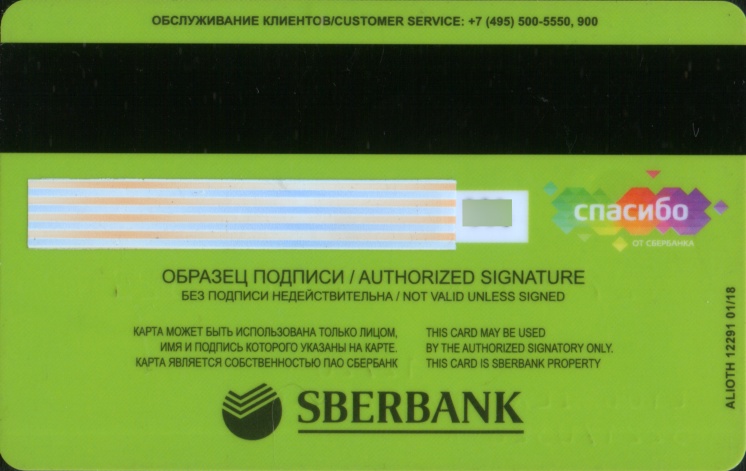 ОБСЛУЖИВАНИЕ КЛИЕНТОВ/CUSTOMER SERVICE: +7 (495) 500-5550, 900
спасибо
ОТ СБЕРБАНКА
ОБРАЗЕЦ ПОДПИСИ / AUTHORIZED SIGNATURE
БЕЗ ПОДПИСИ НЕДЕЙСТВИТЕЛЬНА / NOT VALID UNLESS SIGNED
КАРТА МОЖЕТ БЫТЬ ИСПОЛЬЗОВАНА ТОЛЬКО ЛИЦОМ,
ИМЯ И ПОДПИСЬ КОТОРОГО УКАЗАНЫ НА КАРТЕ.
КАРТА ЯВЛЯЕТСЯ СОБСТВЕННОСТЬЮ ПАО СБЕРБАНК
THIS CARD MAY BE USED
BY THE AUTHORIZED SIGNATORY ONLY.
THIS CARD IS SBERBANK PROPERTY
SBERBANK
ALIOTH 12291 01/18